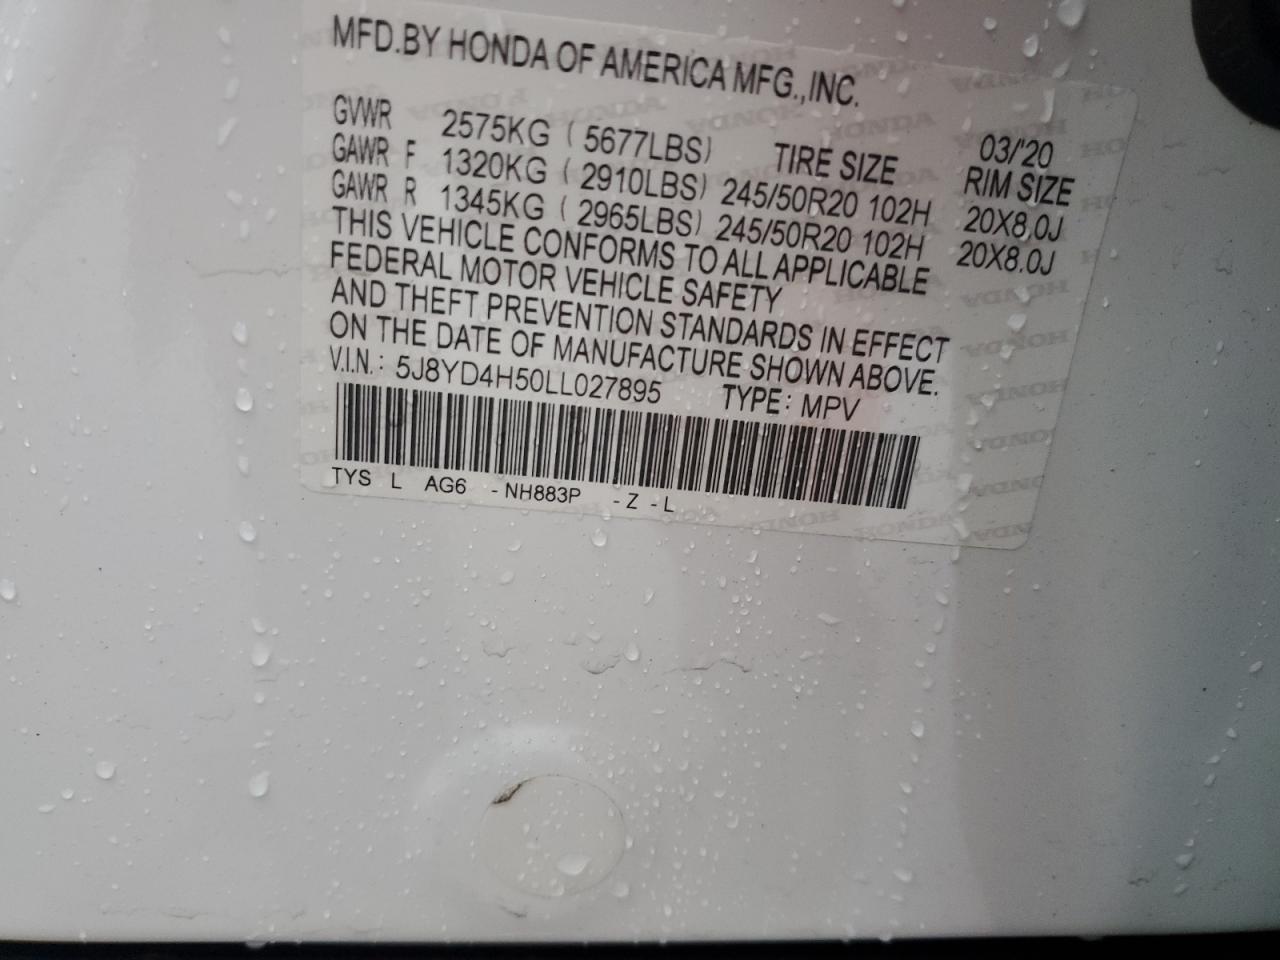 MFD.BY HONDA OF AMERICA MFG.,INC.
03/'20
GVWR 2575KG ( 5677LBS) TIRE SIZE RIM SIZE
GAWR F 1320KG ( 2910LBS) 245/50R20 102H 20X8.0J
GAWR R 1345KG ( 2965LBS) 245/50R20 102H 20X8.0J
THIS VEHICLE CONFORMS TO ALL APPLICABLE
FEDERAL MOTOR VEHICLE SAFETY
AND THEFT PREVENTION STANDARDS IN EFFECT
ON THE DATE OF MANUFACTURE SHOWN ABOVE.
V.I.N.: 5J8YD4H50LL027895 TYPE: MPV
TYS L AG6 -NH883P -Z -L